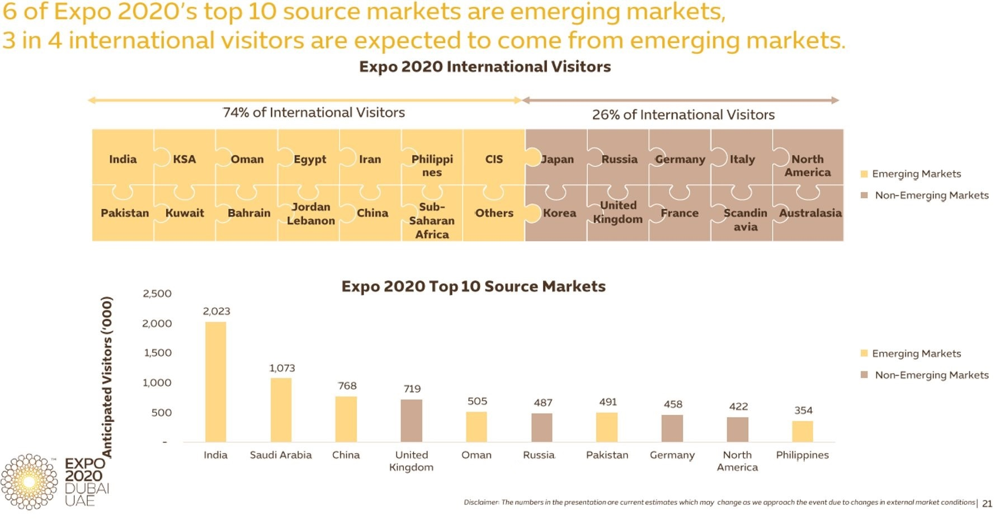 6 of Expo 2020's top 10 source markets are emerging markets,
3 in 4 international visitors are expected to come from emerging markets.
Expo 2020 International Visitors
74% of International Visitors
26% of International Visitors
India
KSA
Oman
Egypt
Iran
Philippi
nes
CIS
Japan
Russia
Germany
Italy
North
America
Pakistan
Kuwait
Bahrain
Jordan
Lebanon
China
Sub-
Saharan
Africa
Others
Korea
United
Kingdom
France
Scandin
avia
Australasia
Emerging Markets
Non-Emerging Markets
Expo 2020 Top 10 Source Markets
Anticipated Visitors ('000)
2,500
2,000
1,500
1,000
500
-
2,023
1,073
768
719
505
487
491
458
422
354
India
Saudi Arabia
China
United
Kingdom
Oman
Russia
Pakistan
Germany
North
America
Philippines
Emerging Markets
Non-Emerging Markets
™
EXPO
2020
DUBAI
UAE
Disclaimer: The numbers in the presentation are current estimates which may change as we approach the event due to changes in external market conditions| 21